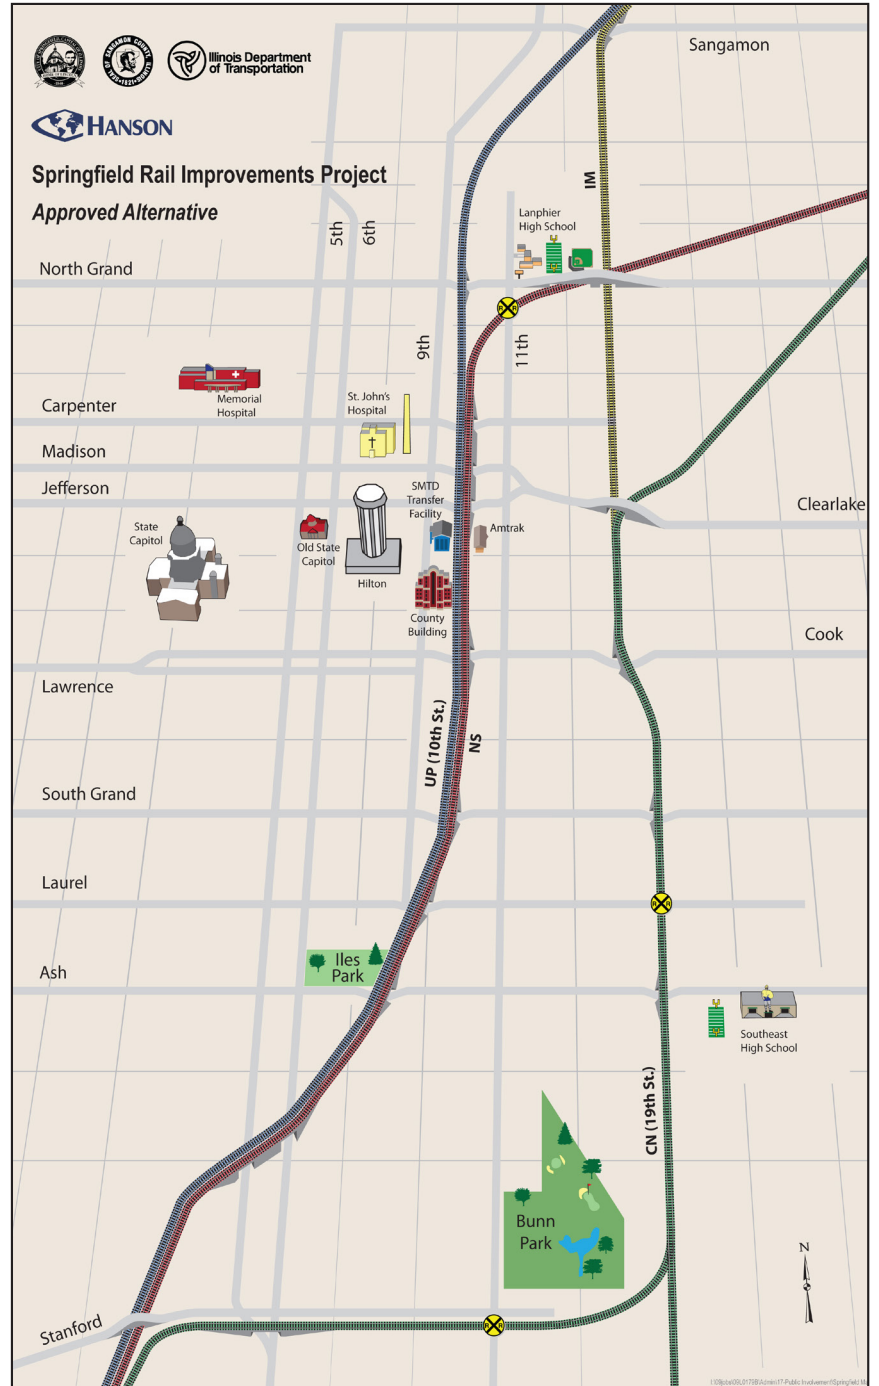 Illinois Department
of Transportation
HANSON
Springfield Rail Improvements Project
Approved Alternative
Sangamon
IM
5th
6th
Lanphier
High School
North Grand
9th
11th
Memorial
Hospital
St. John's
Hospital
Carpenter
Madison
Jefferson
SMTD
Transfer
Facility
Clearlake
State
Capitol
Old State
Capitol
Amtrak
Hilton
County
Building
Cook
Lawrence
UP (10th St.)
NS
South Grand
Laurel
R R
Iles
Park
Ash
Southeast
High School
CN (19th St.)
Bunn
Park
N
Stanford
R R